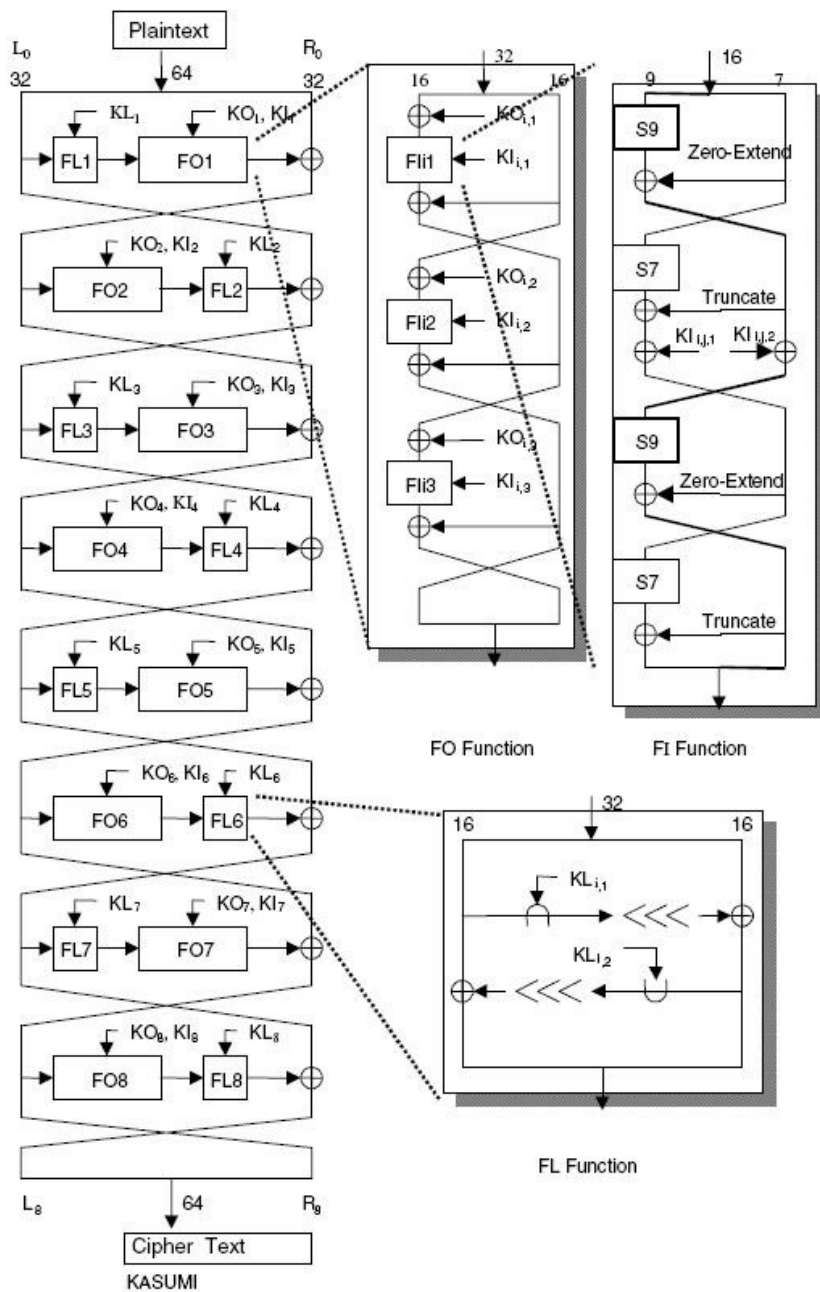 Plaintext
L₀ R₀
32 64 32
KL₁ KO₁, KI₁
FL1 FO1
KO₂, KI₂ KL₂
FO2 FL2
KL₃ KO₃, KI₃
FL3 FO3
KO₄, KI₄ KL₄
FO4 FL4
KL₅ KO₅, KI₅
FL5 FO5
KO₆, KI₆ KL₆
FO6 FL6
KL₇ KO₇, KI₇
FL7 FO7
KO₈, KI₈ KL₈
FO8 FL8
L₈ 64 R₈
Cipher Text
KASUMI
32
16 16
KOᵢ,₁
FIi1 KIᵢ,₁
KOᵢ,₂
FIi2 KIᵢ,₂
KOᵢ,₃
FIi3 KIᵢ,₃
FO Function
16
9 7
S9
Zero-Extend
S7
Truncate
KIᵢ,ⱼ,₁ KIᵢ,ⱼ,₂
S9
Zero-Extend
S7
Truncate
FI Function
32
16 16
KLᵢ,₁
<<<
KLᵢ,₂
<<<
FL Function